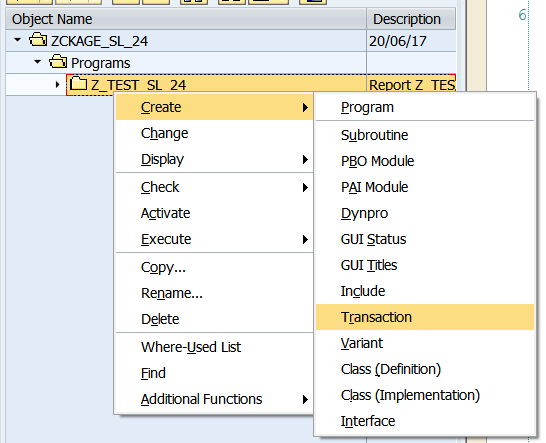 Object Name Description
ZCKAGE_SL_24 20/06/17
Programs
Z_TEST_SL_24 Report Z_TES
Create
Change
Display
Check
Activate
Execute
Copy...
Rename...
Delete
Where-Used List
Find
Additional Functions
Program
Subroutine
PBO Module
PAI Module
Dynpro
GUI Status
GUI Titles
Include
Transaction
Variant
Class (Definition)
Class (Implementation)
Interface
6